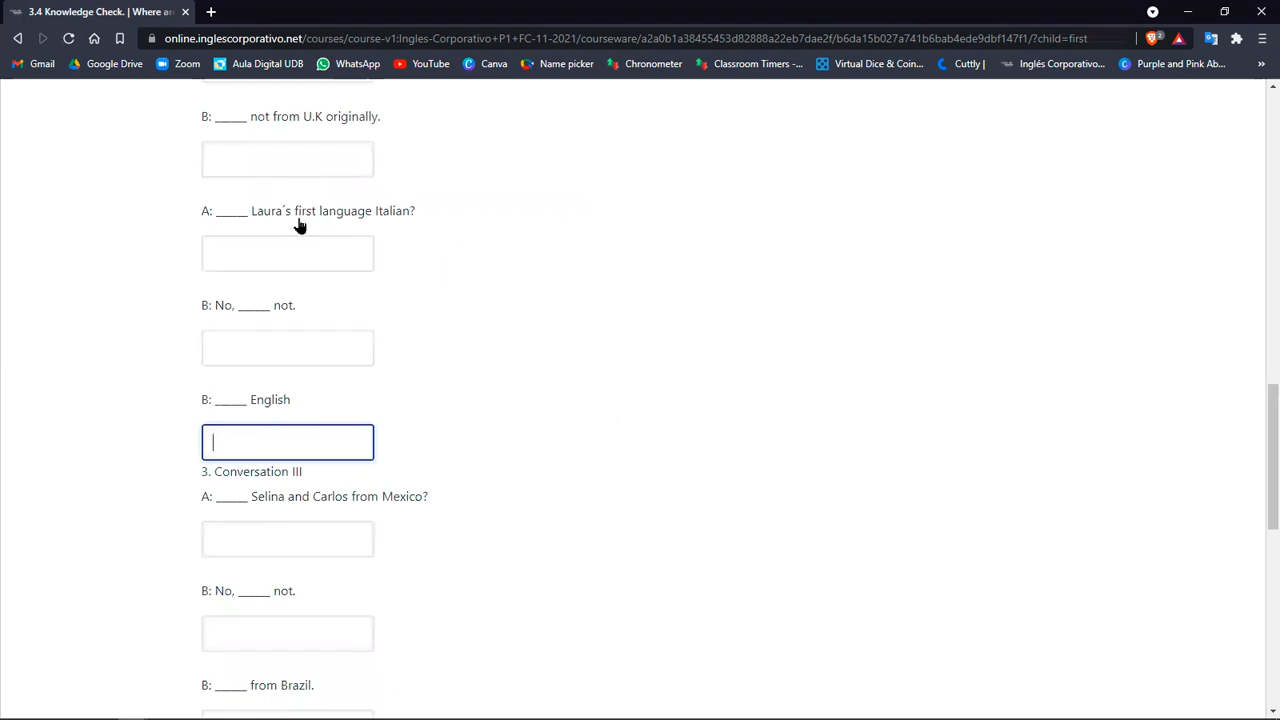 3.4 Knowledge Check. | Where ar
online.inglescorporativo.net/courses/course-v1:Ingles-Corporativo+P1+FC-11-2021/courseware/a2a0b1a38455453d82888a22eb7dae2f/b6da15b027a741b6bab4ede9dbf147f1/?child=first
2
Gmail
Google Drive
Zoom
Aula Digital UDB
WhatsApp
YouTube
Canva
Name picker
Chrometer
Classroom Timers -...
Virtual Dice & Coin...
Cuttly |
Inglés Corporativo...
Purple and Pink Ab...
B: _____ not from U.K originally.
A: _____ Laura´s first language Italian?
B: No, _____ not.
B: _____ English
3. Conversation III
A: _____ Selina and Carlos from Mexico?
B: No, _____ not.
B: _____ from Brazil.